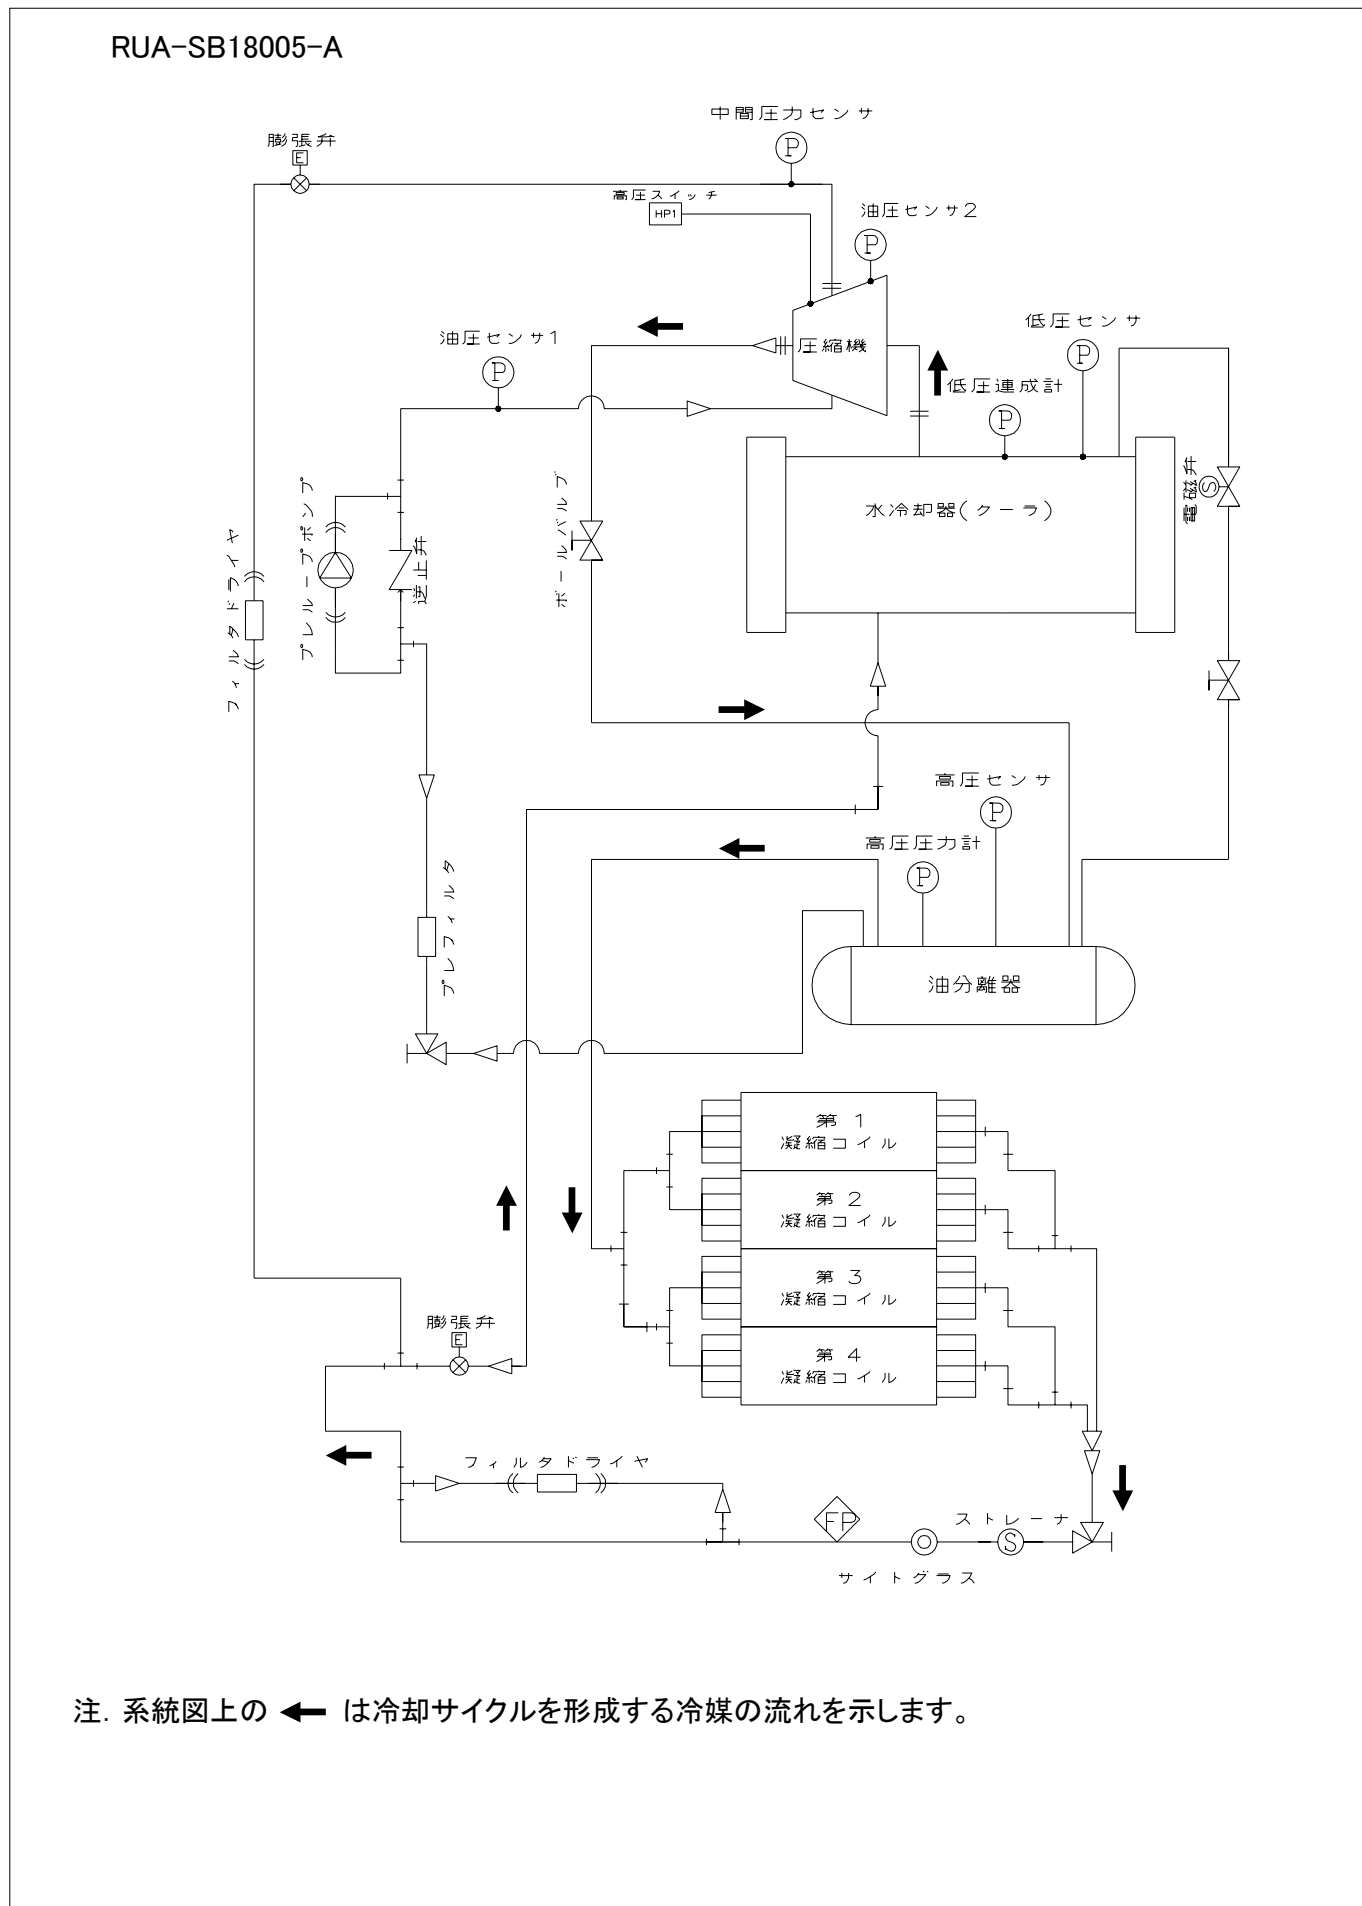 RUA-SB18005-A
中間圧力センサ
P
膨張弁
E
高圧スイッチ
HP1
油圧センサ2
P
油圧センサ1
P
圧縮機
低圧センサ
P
低圧連成計
P
水冷却器(クーラ)
電磁弁
S
ボールバルブ
プレルーブポンプ
逆止弁
フィルタドライヤ
高圧センサ
P
高圧圧力計
P
プレフィルタ
油分離器
第 1
凝縮コイル
第 2
凝縮コイル
第 3
凝縮コイル
第 4
凝縮コイル
膨張弁
E
フィルタドライヤ
FP
ストレーナ
S
サイトグラス
注. 系統図上の ← は冷却サイクルを形成する冷媒の流れを示します。